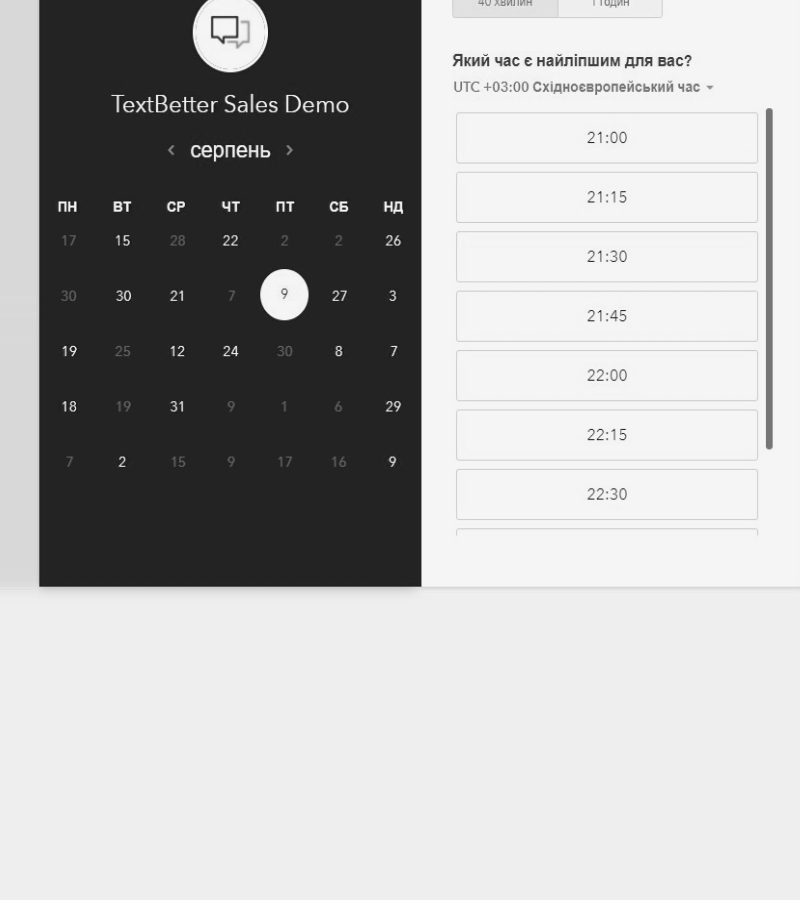 40 хвилин 1 годин
TextBetter Sales Demo
серпень
ПН ВТ СР ЧТ ПТ СБ НД
17 15 28 22 2 2 26
30 30 21 7 9 27 3
19 25 12 24 30 8 7
18 19 31 9 1 6 29
7 2 15 9 17 16 9
Який час є найліпшим для вас?
UTC +03:00 Східноєвропейський час
21:00
21:15
21:30
21:45
22:00
22:15
22:30